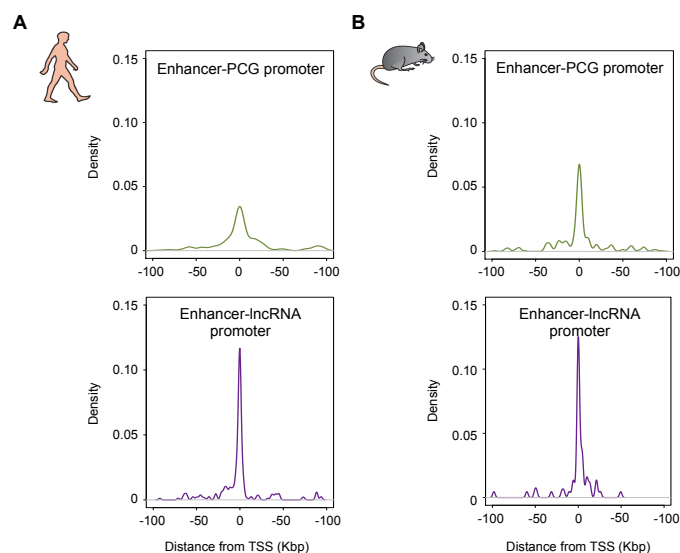 A
B
0.15
Enhancer-PCG promoter
0.10
Density
0.05
0
-100 -50 0 -50 -100
0.15
Enhancer-PCG promoter
0.10
Density
0.05
0
-100 -50 0 -50 -100
0.15
Enhancer-lncRNA
promoter
0.10
Density
0.05
0
-100 -50 0 -50 -100
Distance from TSS (Kbp)
0.15
Enhancer-lncRNA
promoter
0.10
Density
0.05
0
-100 -50 0 -50 -100
Distance from TSS (Kbp)